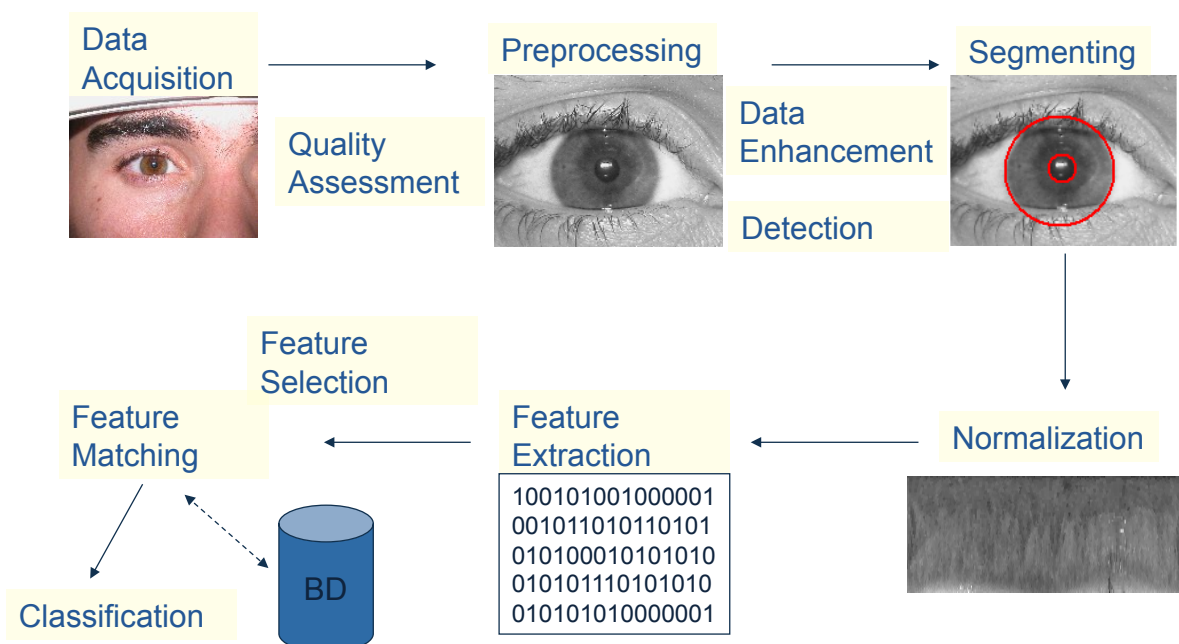 Data
Acquisition
Quality
Assessment
Preprocessing
Data
Enhancement
Detection
Segmenting
Normalization
Feature
Extraction
100101001000001
001011010110101
010100010101010
010101110101010
010101010000001
Feature
Selection
Feature
Matching
BD
Classification